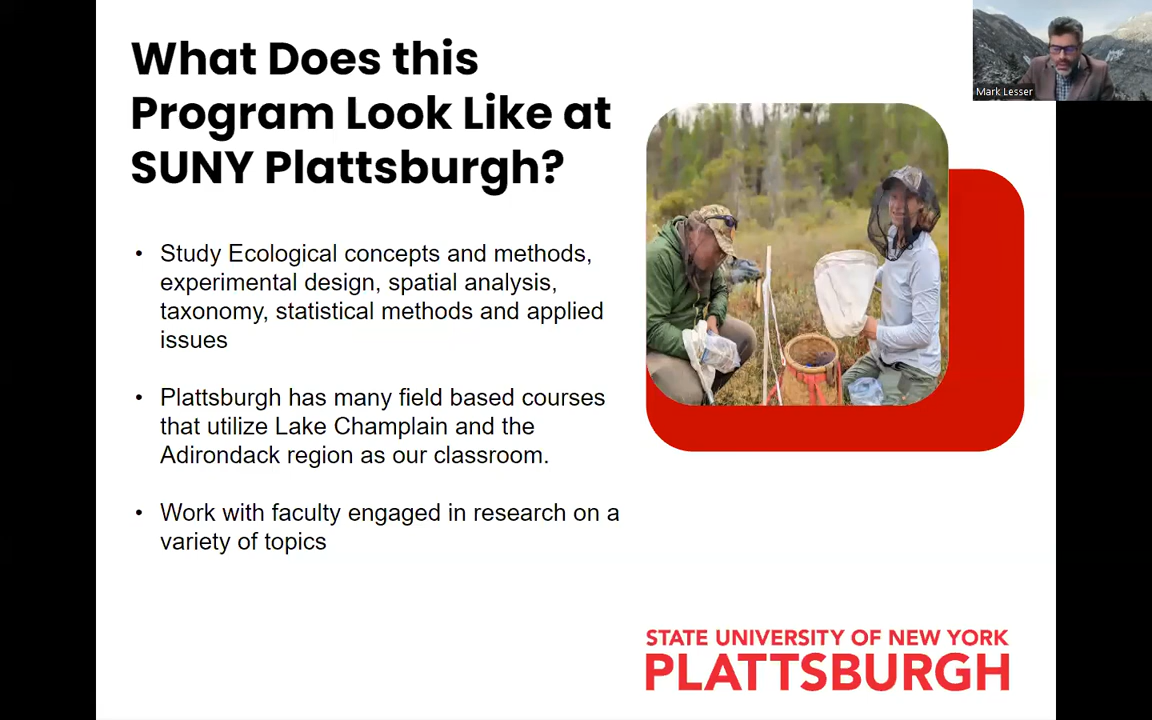 What Does this
Program Look Like at
SUNY Plattsburgh?
Mark Lesser
• Study Ecological concepts and methods,
experimental design, spatial analysis,
taxonomy, statistical methods and applied
issues
• Plattsburgh has many field based courses
that utilize Lake Champlain and the
Adirondack region as our classroom.
• Work with faculty engaged in research on a
variety of topics
STATE UNIVERSITY OF NEW YORK
PLATTSBURGH